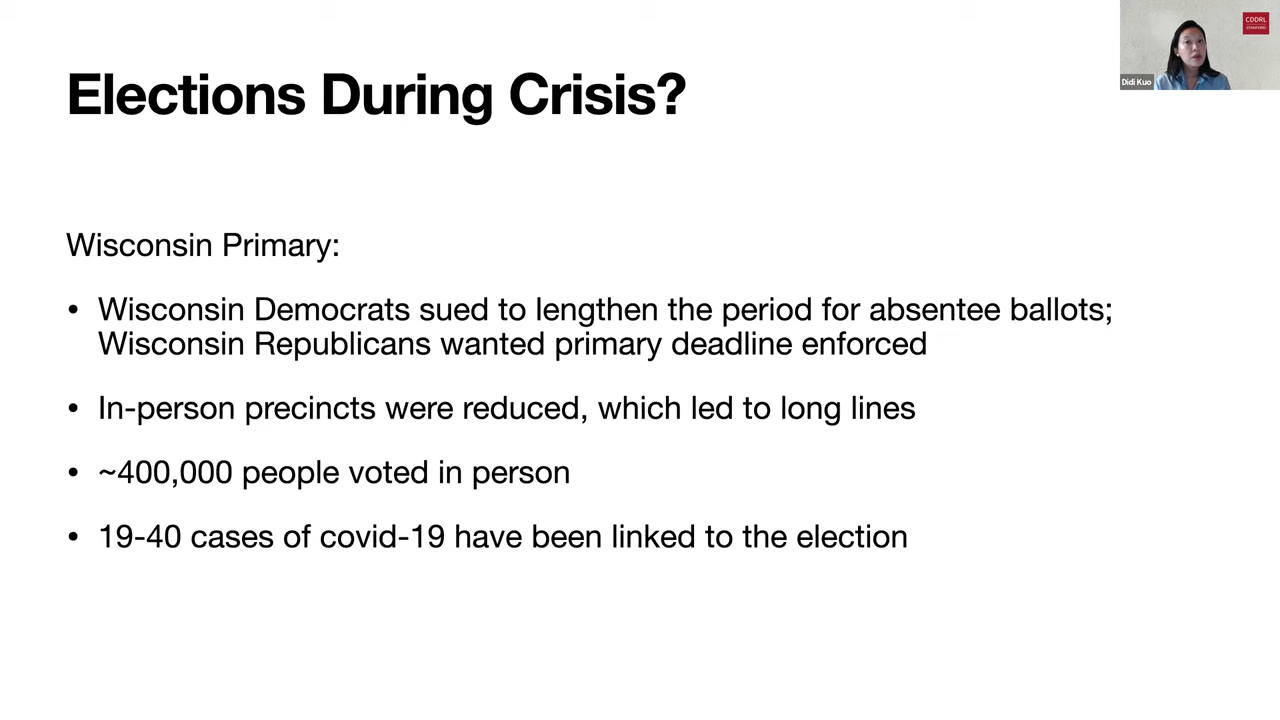 CDDRL
STANFORD
Didi Kuo
Elections During Crisis?
Wisconsin Primary:
• Wisconsin Democrats sued to lengthen the period for absentee ballots;
Wisconsin Republicans wanted primary deadline enforced
• In-person precincts were reduced, which led to long lines
• ~400,000 people voted in person
• 19-40 cases of covid-19 have been linked to the election